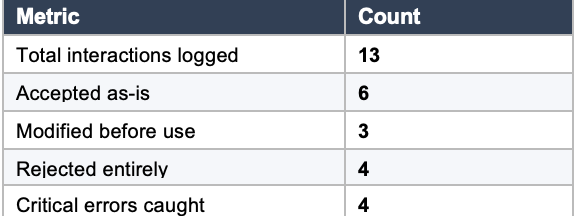 Metric Count
Total interactions logged 13
Accepted as-is 6
Modified before use 3
Rejected entirely 4
Critical errors caught 4